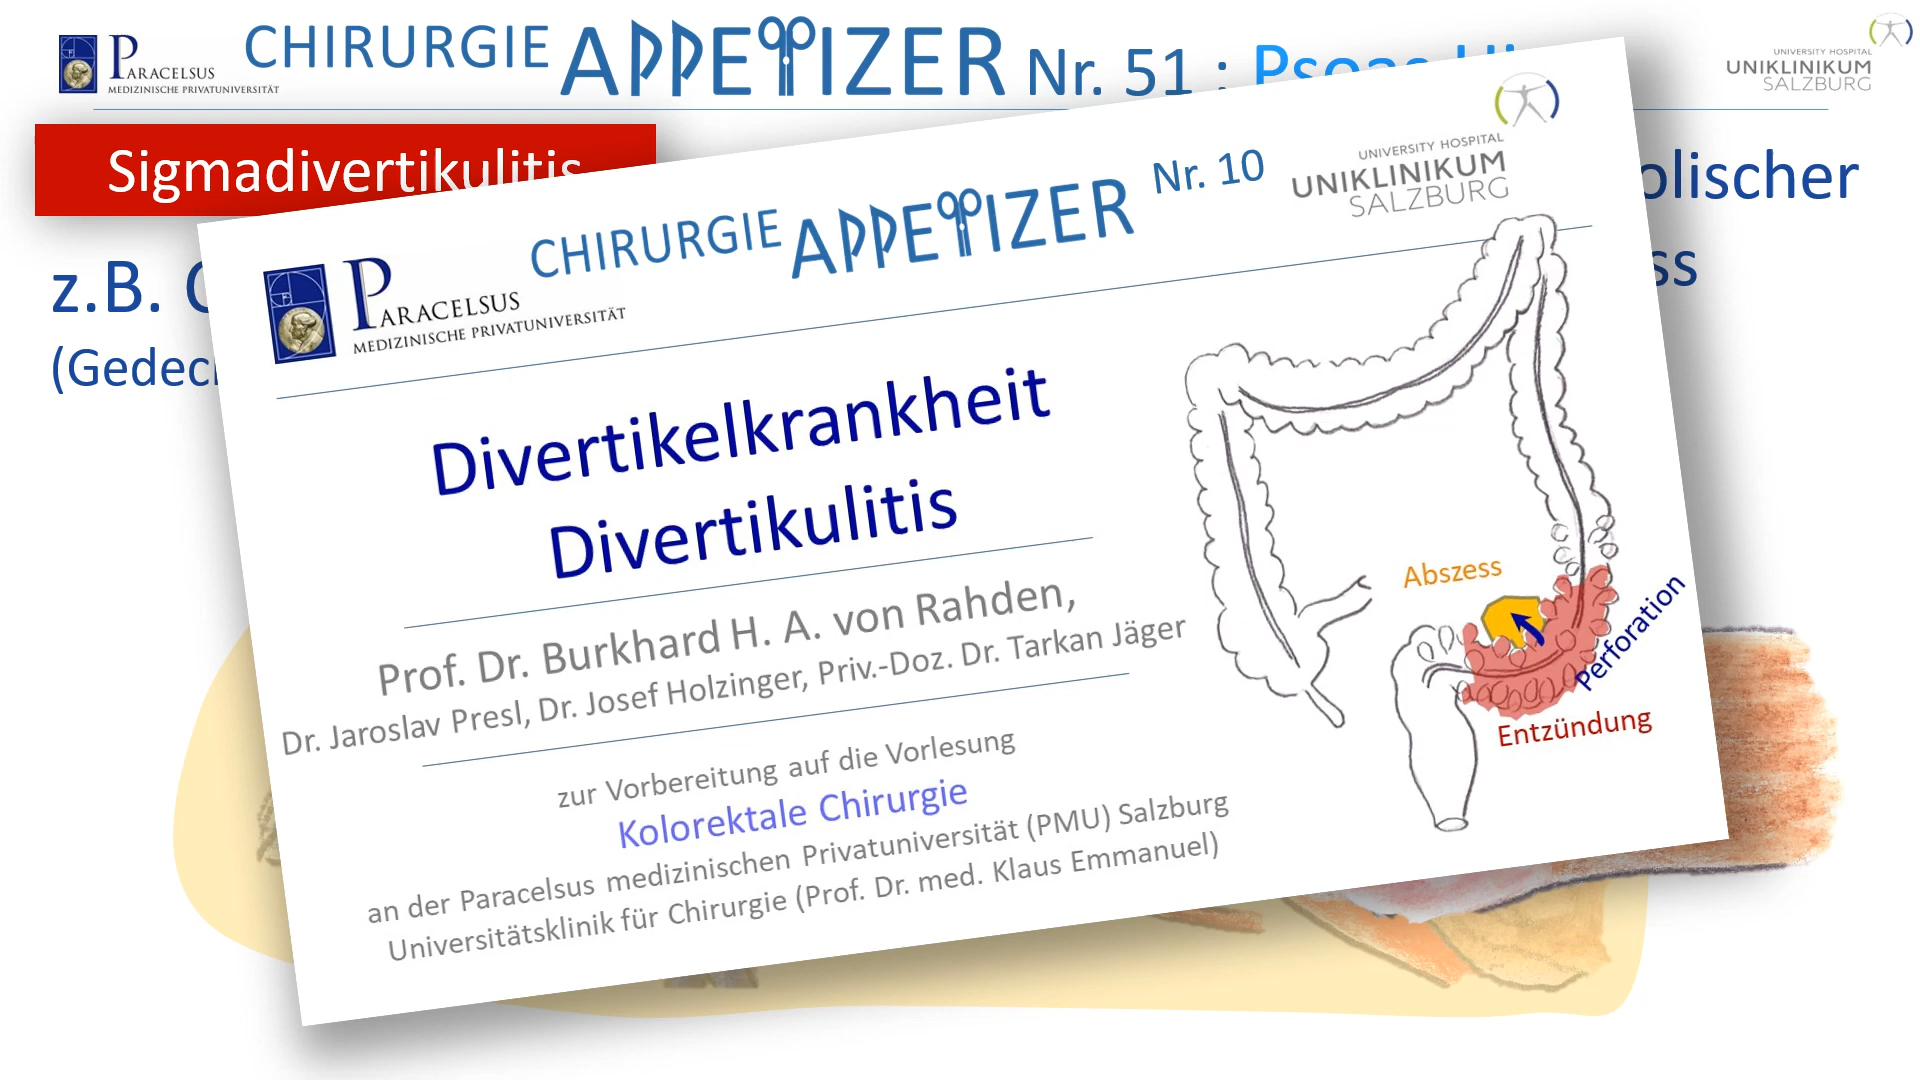 PARACELSUS
MEDIZINISCHE PRIVATUNIVERSITÄT
CHIRURGIE APPETIZER Nr. 51 :
UNIVERSITY HOSPITAL
UNIKLINIKUM
SALZBURG
Sigmadivertikulitis
z.B.
CHIRURGIE APPETIZER Nr. 10
UNIVERSITY HOSPITAL
UNIKLINIKUM
SALZBURG
PARACELSUS
MEDIZINISCHE PRIVATUNIVERSITÄT
Divertikelkrankheit
Divertikulitis
Prof. Dr. Burkhard H. A. von Rahden,
Dr. Jaroslav Presl, Dr. Josef Holzinger, Priv.-Doz. Dr. Tarkan Jäger
zur Vorbereitung auf die Vorlesung
Kolorektale Chirurgie
an der Paracelsus medizinischen Privatuniversität (PMU) Salzburg
Universitätsklinik für Chirurgie (Prof. Dr. med. Klaus Emmanuel)
Abszess
Perforation
Entzündung